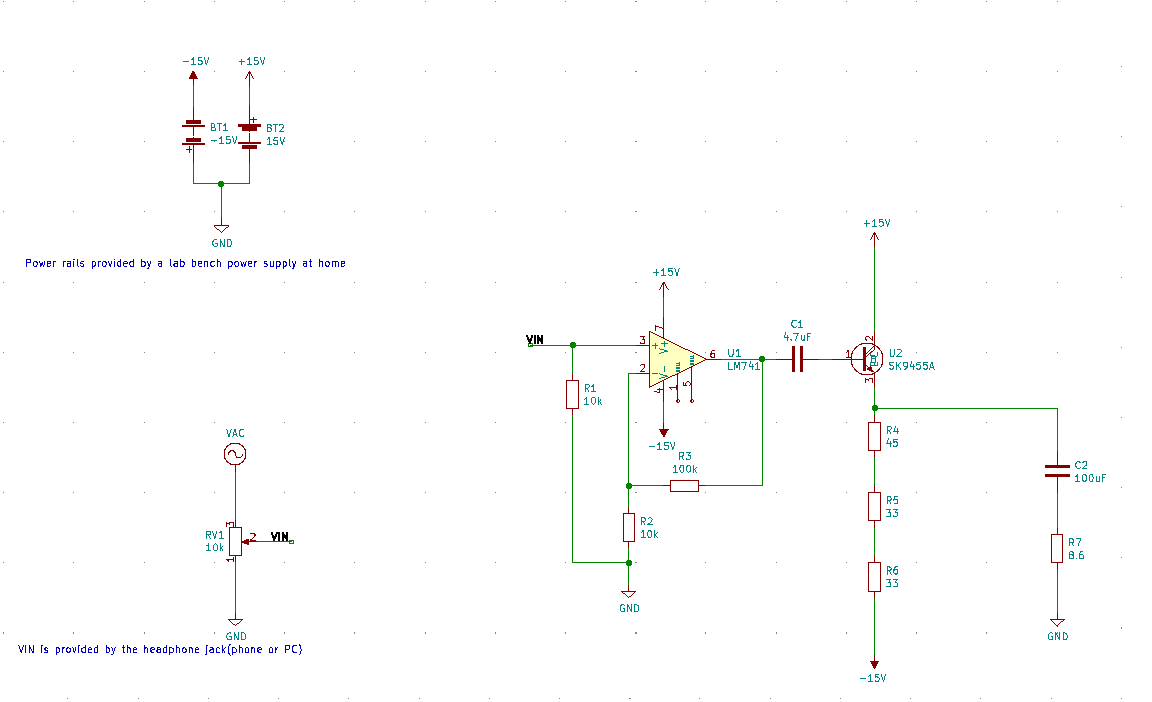 -15V
+15V
+
BT1
-15V
+
BT2
15V
GND
Power rails provided by a lab bench power supply at home
VAC
RV1
10k
3
2
1
VIN
GND
VIN is provided by the headphone jack(phone or PC)
VIN
R1
10k
+15V
3
2
7
+
-
V+
V-
6
4
1
5
U1
LM741
-15V
R3
100k
R2
10k
GND
C1
4.7uF
+15V
2
1
3
U2
SK9455A
R4
45
R5
33
R6
33
-15V
C2
100uF
R7
8.6
GND